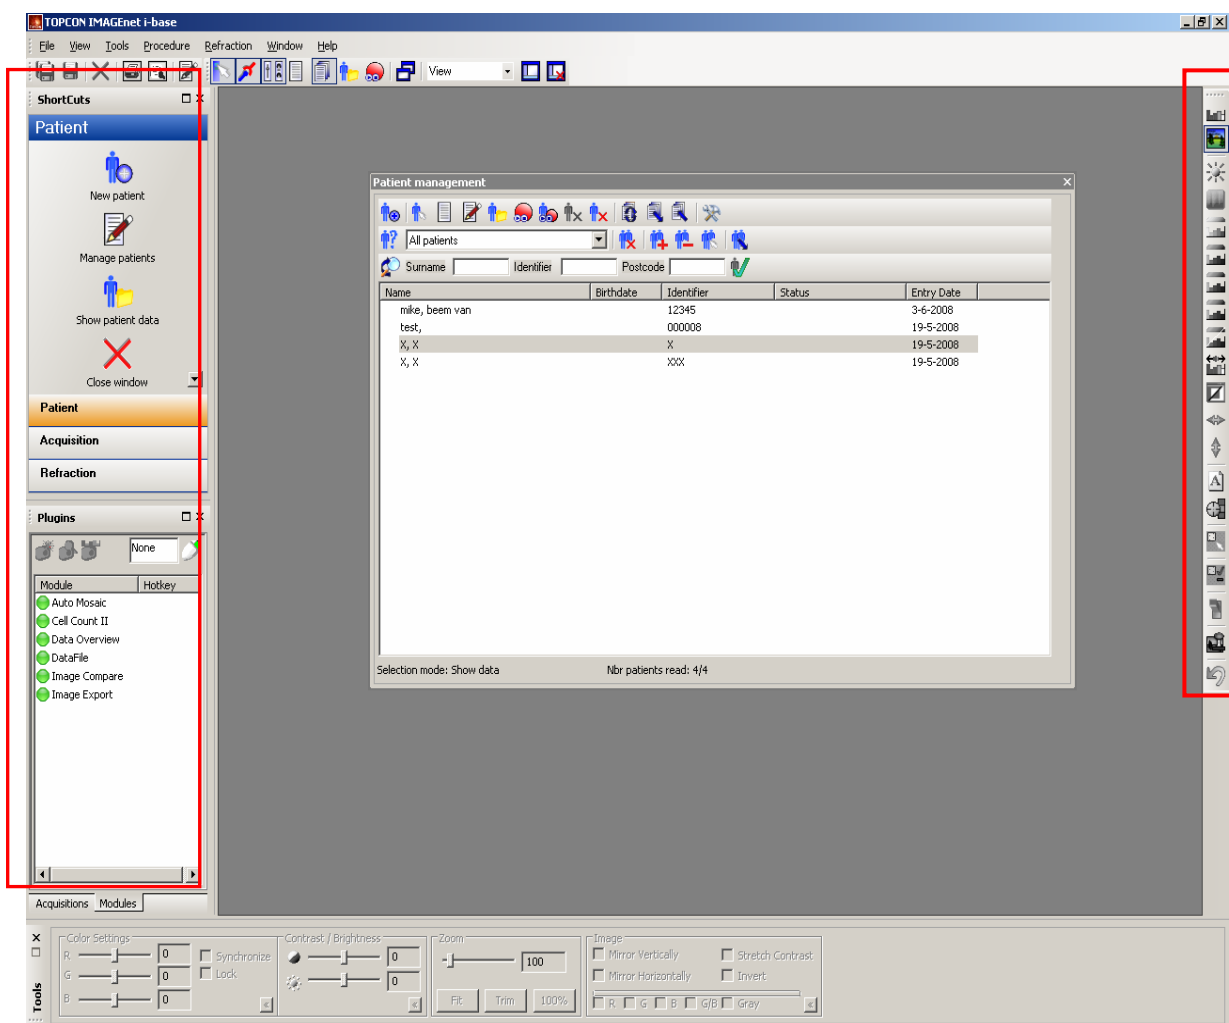 TOPCON IMAGEnet i-base
File View Tools Procedure Refraction Window Help
View
ShortCuts
Patient
New patient
Manage patients
Show patient data
Close window
Patient
Acquisition
Refraction
Plugins
None
Module Hotkey
Auto Mosaic
Cell Count II
Data Overview
DataFile
Image Compare
Image Export
Acquisitions Modules
Patient management
All patients
Surname Identifier Postcode
Name Birthdate Identifier Status Entry Date
mike, beem van 12345 3-6-2008
test, 000008 19-5-2008
X, X X 19-5-2008
X, X XXX 19-5-2008
Selection mode: Show data Nbr patients read: 4/4
A
Tools
Color Settings
R 0 Synchronize
G 0 Lock
B 0
Contrast / Brightness
0
0
Zoom
100
Fit Trim 100%
Image
Mirror Vertically Stretch Contrast
Mirror Horizontally Invert
R G B G/B Gray